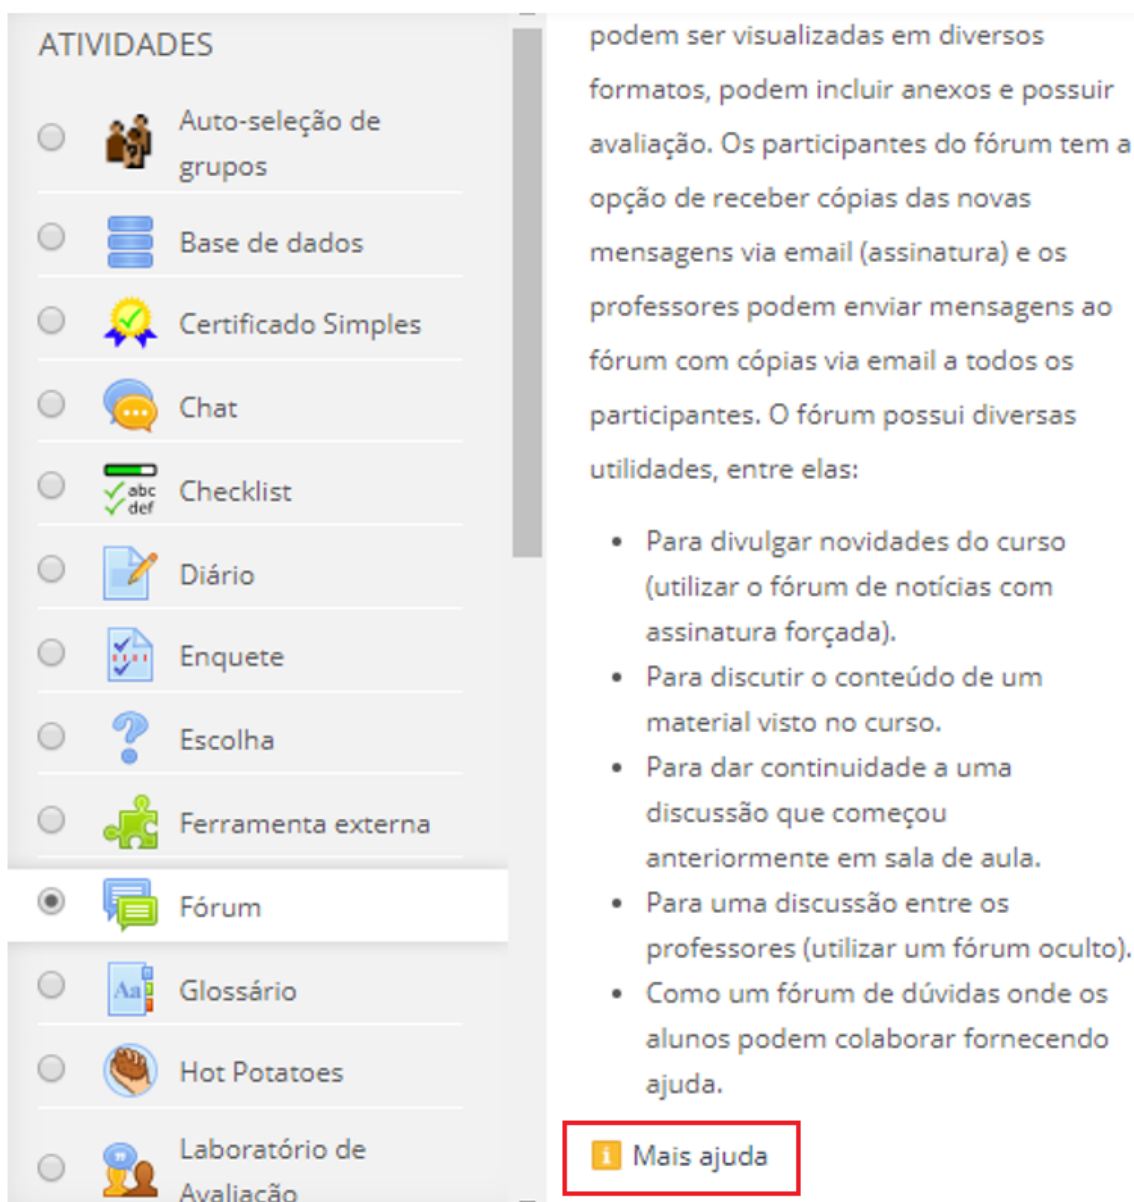 ATIVIDADES
Auto-seleção de
grupos
Base de dados
Certificado Simples
Chat
abc
def
Checklist
Diário
Enquete
Escolha
Ferramenta externa
Fórum
Aa
Glossário
Hot Potatoes
Laboratório de
Avaliação
podem ser visualizadas em diversos
formatos, podem incluir anexos e possuir
avaliação. Os participantes do fórum tem a
opção de receber cópias das novas
mensagens via email (assinatura) e os
professores podem enviar mensagens ao
fórum com cópias via email a todos os
participantes. O fórum possui diversas
utilidades, entre elas:
• Para divulgar novidades do curso
(utilizar o fórum de notícias com
assinatura forçada).
• Para discutir o conteúdo de um
material visto no curso.
• Para dar continuidade a uma
discussão que começou
anteriormente em sala de aula.
• Para uma discussão entre os
professores (utilizar um fórum oculto).
• Como um fórum de dúvidas onde os
alunos podem colaborar fornecendo
ajuda.
i Mais ajuda